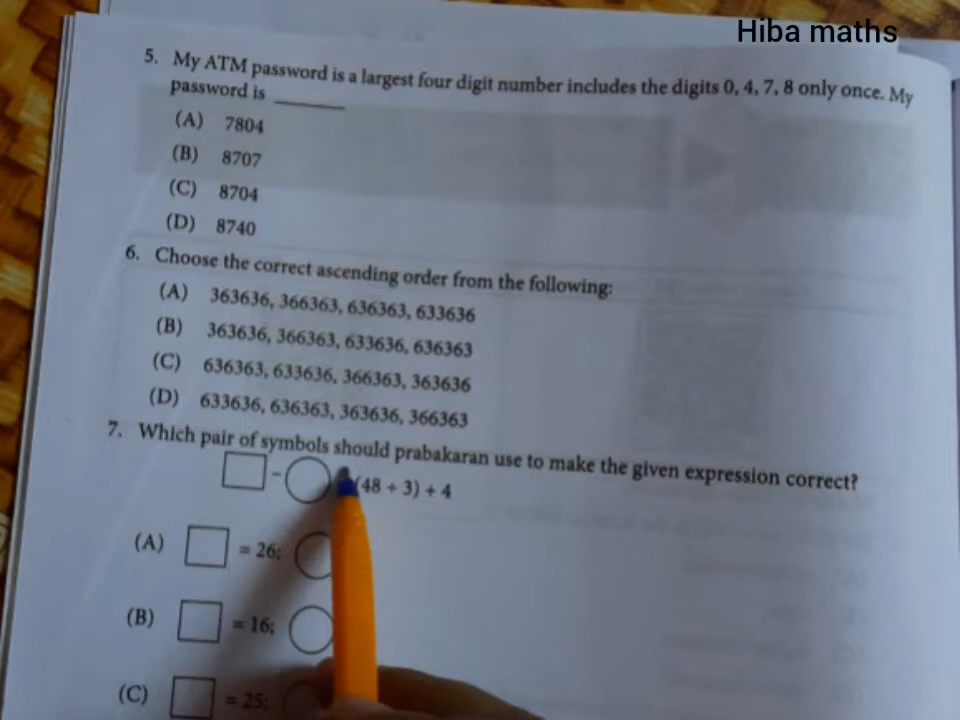 Hiba maths
5. My ATM password is a largest four digit number includes the digits 0, 4, 7, 8 only once. My
password is ______
(A) 7804
(B) 8707
(C) 8704
(D) 8740
6. Choose the correct ascending order from the following:
(A) 363636, 366363, 636363, 633636
(B) 363636, 366363, 633636, 636363
(C) 636363, 633636, 366363, 363636
(D) 633636, 636363, 363636, 366363
7. Which pair of symbols should prabakaran use to make the given expression correct?
□ - ○ (48 ÷ 3) + 4
(A) □ = 26; ○
(B) □ = 16; ○
(C) □ = 25;